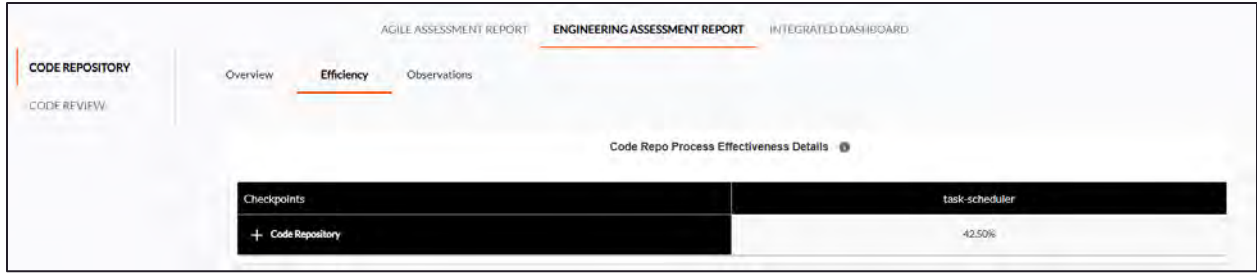 AGILE ASSESSMENT REPORT ENGINEERING ASSESSMENT REPORT INTEGRATED DASHBOARD
CODE REPOSITORY
Overview Efficiency Observations
CODE REVIEW
Code Repo Process Effectiveness Details
Checkpoints task-scheduler
+ Code Repository 42.50%